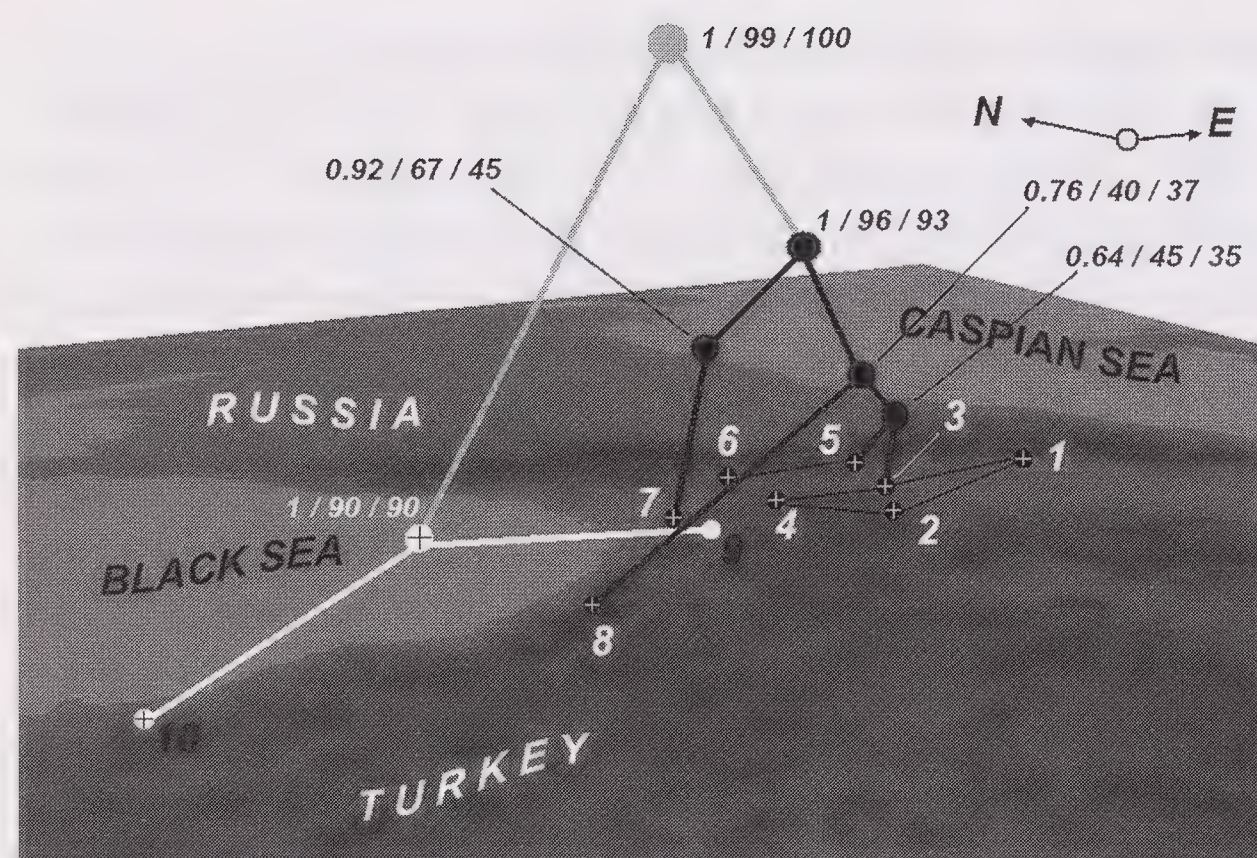 1 / 99 / 100
N
E
0.92 / 67 / 45
0.76 / 40 / 37
1 / 96 / 93
0.64 / 45 / 35
CASPIAN SEA
RUSSIA
3
6
5
1
7
4
2
1 / 90 / 90
9
BLACK SEA
8
10
TURKEY